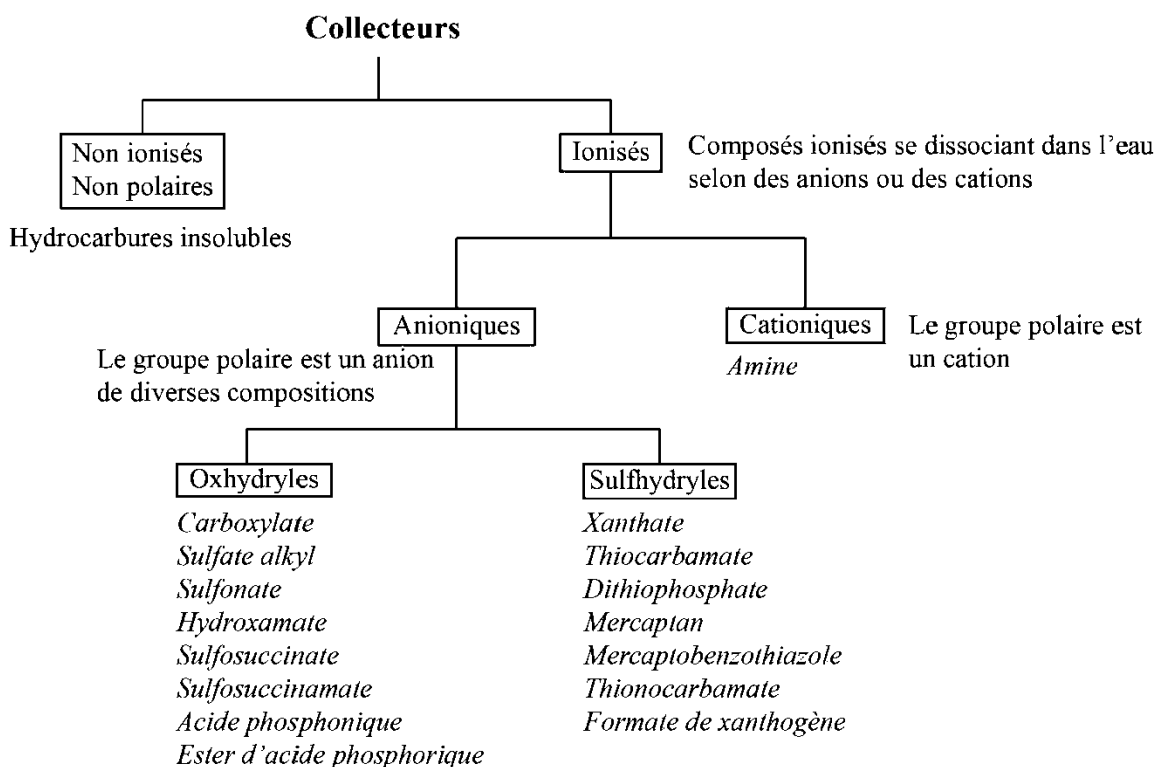 Collecteurs
Non ionisés
Non polaires
Hydrocarbures insolubles
Ionisés
Composés ionisés se dissociant dans l’eau
selon des anions ou des cations
Anioniques
Le groupe polaire est un anion
de diverses compositions
Cationiques
Amine
Le groupe polaire est
un cation
Oxhydryles
Carboxylate
Sulfate alkyl
Sulfonate
Hydroxamate
Sulfosuccinate
Sulfosuccinamate
Acide phosphonique
Ester d’acide phosphorique
Sulfhydryles
Xanthate
Thiocarbamate
Dithiophosphate
Mercaptan
Mercaptobenzothiazole
Thionocarbamate
Formate de xanthogène